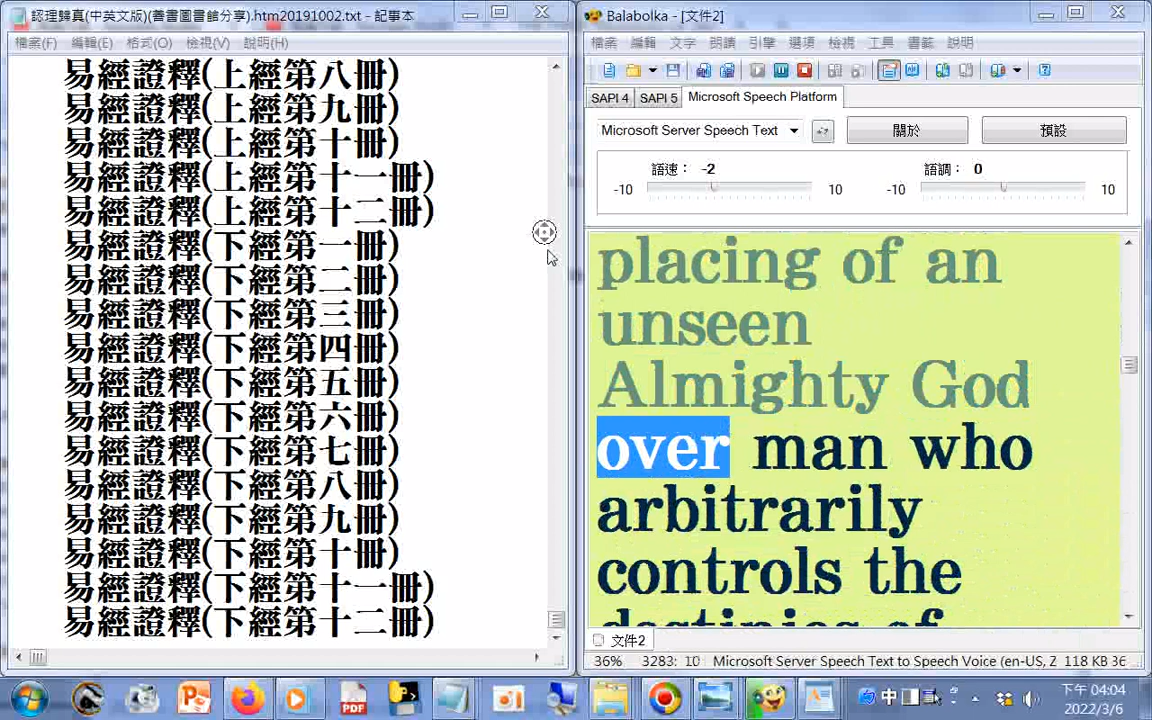 認理歸真(中英文版)(善書圖書館分享).htm20191002.txt - 記事本
檔案(F) 編輯(E) 格式(O) 檢視(V) 說明(H)
易經證釋(上經第八冊)
易經證釋(上經第九冊)
易經證釋(上經第十冊)
易經證釋(上經第十一冊)
易經證釋(上經第十二冊)
易經證釋(下經第一冊)
易經證釋(下經第二冊)
易經證釋(下經第三冊)
易經證釋(下經第四冊)
易經證釋(下經第五冊)
易經證釋(下經第六冊)
易經證釋(下經第七冊)
易經證釋(下經第八冊)
易經證釋(下經第九冊)
易經證釋(下經第十冊)
易經證釋(下經第十一冊)
易經證釋(下經第十二冊)
Balabolka - [文件2]
檔案 編輯 文字 朗讀 引擎 選項 檢視 工具 書籤 說明
SAPI 4 SAPI 5 Microsoft Speech Platform
Microsoft Server Speech Text 關於 預設
語速： -2 語調： 0
-10 10 -10 10
placing of an
unseen
Almighty God
over man who
arbitrarily
controls the
destinies of
文件2
36% 3283: 10 Microsoft Server Speech Text to Speech Voice (en-US, Z 118 KB 36
PDF
中
下午 04:04
2022/3/6